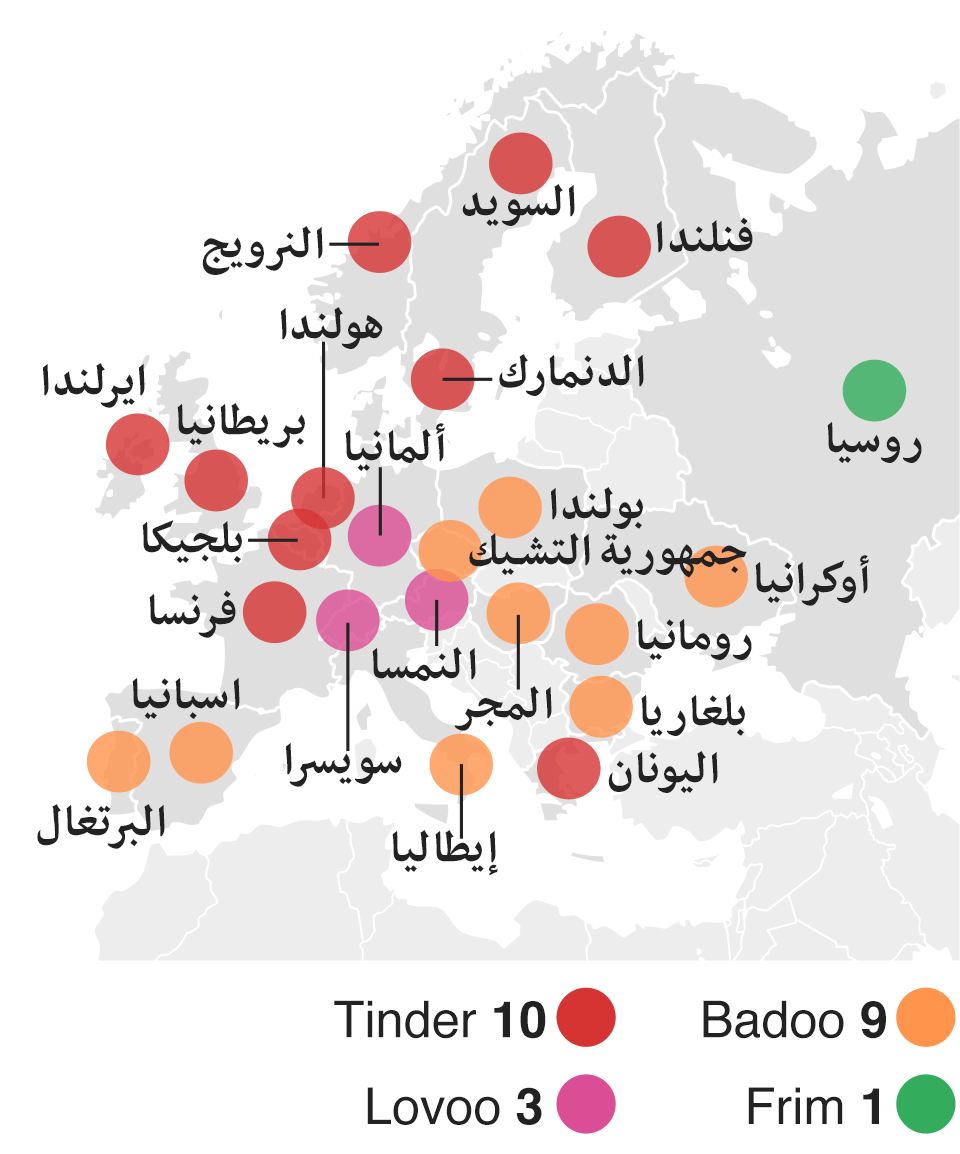 السويد
فنلندا
النرويج
هولندا
الدنمارك
ايرلندا
بريطانيا
ألمانيا
روسيا
بولندا
بلجيكا
جمهورية التشيك
أوكرانيا
فرنسا
رومانيا
النمسا
اسبانيا
المجر
بلغاريا
سويسرا
اليونان
البرتغال
إيطاليا
Tinder 10
Badoo 9
Lovoo 3
Frim 1